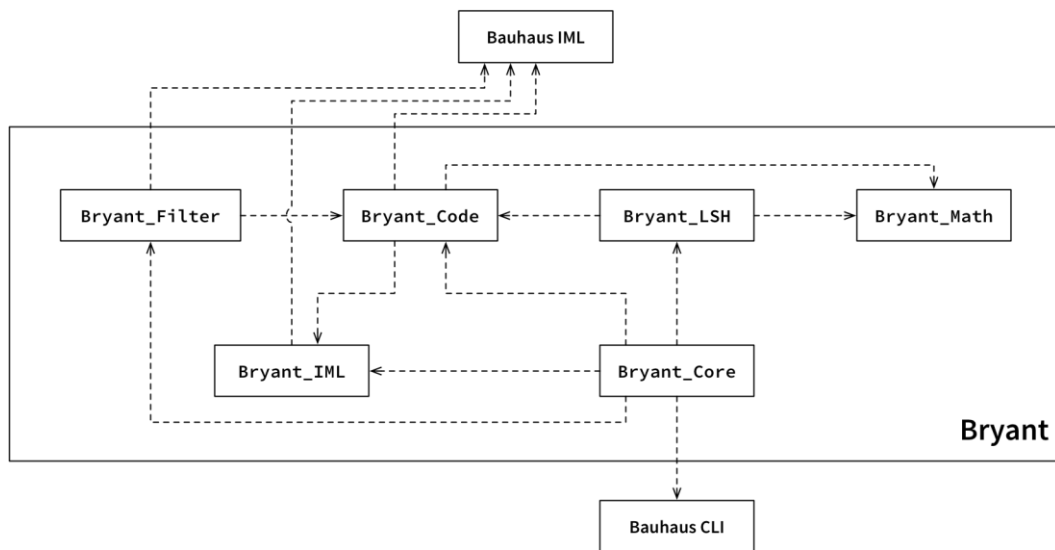 Bauhaus IML
Bryant_Filter
Bryant_Code
Bryant_LSH
Bryant_Math
Bryant_IML
Bryant_Core
Bryant
Bauhaus CLI